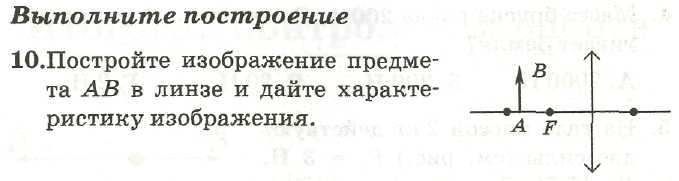 Выполните построение
10.Постройте изображение предме-
та AB в линзе и дайте характе-
ристику изображения.
B
A F